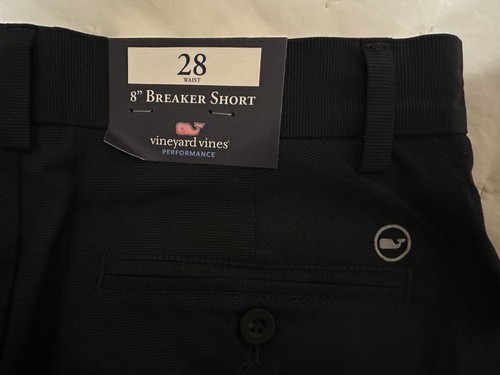 28
WAIST
8" BREAKER SHORT
vineyard vines®
PERFORMANCE